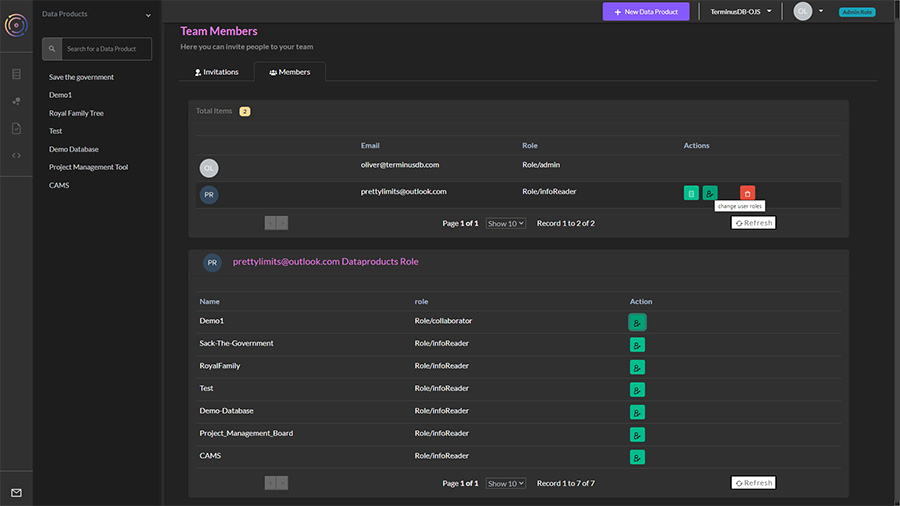 Data Products
New Data Product
TerminusDB-OJS
OL
Admin Role
Search for a Data Product
Save the government
Demo1
Royal Family Tree
Test
Demo Database
Project Management Tool
CAMS
Team Members
Here you can invite people to your team
Invitations
Members
Total Items 2
Email Role Actions
OL oliver@terminusdb.com Role/admin
PR prettylimits@outlook.com Role/infoReader
change user roles
Page 1 of 1 Show 10 Record 1 to 2 of 2 Refresh
PR prettylimits@outlook.com Dataproducts Role
Name role Action
Demo1 Role/collaborator
Sack-The-Government Role/infoReader
RoyalFamily Role/infoReader
Test Role/infoReader
Demo-Database Role/infoReader
Project_Management_Board Role/infoReader
CAMS Role/infoReader
Page 1 of 1 Show 10 Record 1 to 7 of 7 Refresh